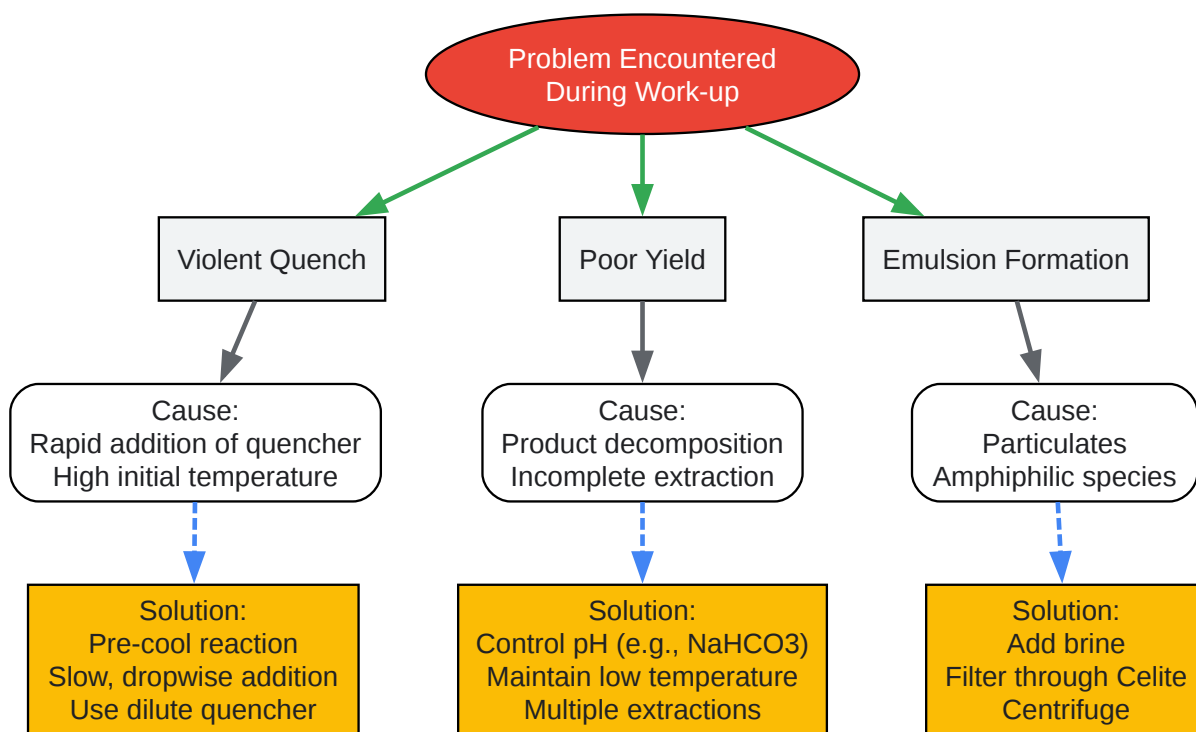 Problem Encountered
During Work-up
Violent Quench
Poor Yield
Emulsion Formation
Cause:
Rapid addition of quencher
High initial temperature
Cause:
Product decomposition
Incomplete extraction
Cause:
Particulates
Amphiphilic species
Solution:
Pre-cool reaction
Slow, dropwise addition
Use dilute quencher
Solution:
Control pH (e.g., NaHCO3)
Maintain low temperature
Multiple extractions
Solution:
Add brine
Filter through Celite
Centrifuge